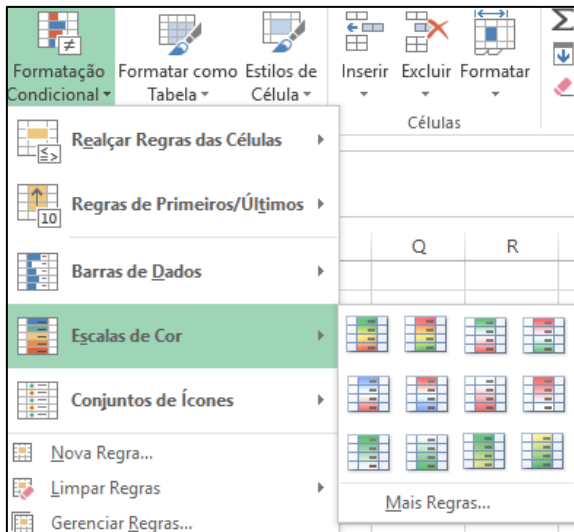 Formatação Condicional
Formatar como Tabela
Estilos de Célula
Inserir
Excluir
Formatar
Células
Realçar Regras das Células
Regras de Primeiros/Últimos
10
Barras de Dados
Escalas de Cor
Conjuntos de Ícones
Nova Regra...
Limpar Regras
Gerenciar Regras...
Q
R
Mais Regras...